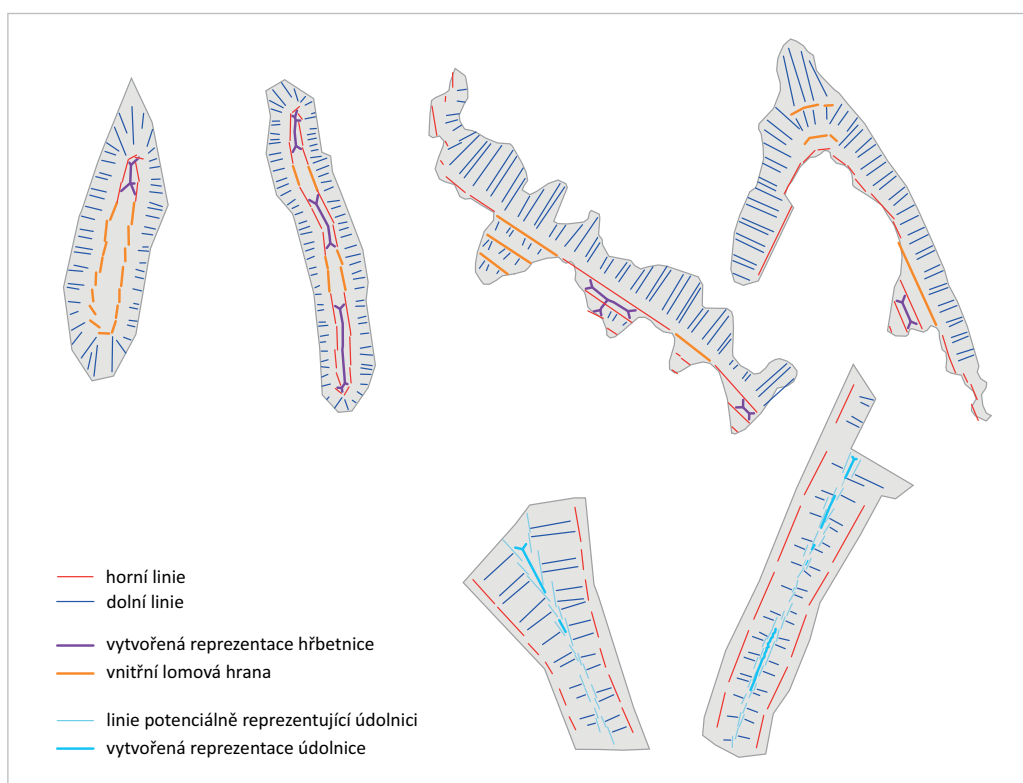 horní linie
dolní linie
vytvořená reprezentace hřbetnice
vnitřní lomová hrana
linie potenciálně reprezentující údolnici
vytvořená reprezentace údolnice